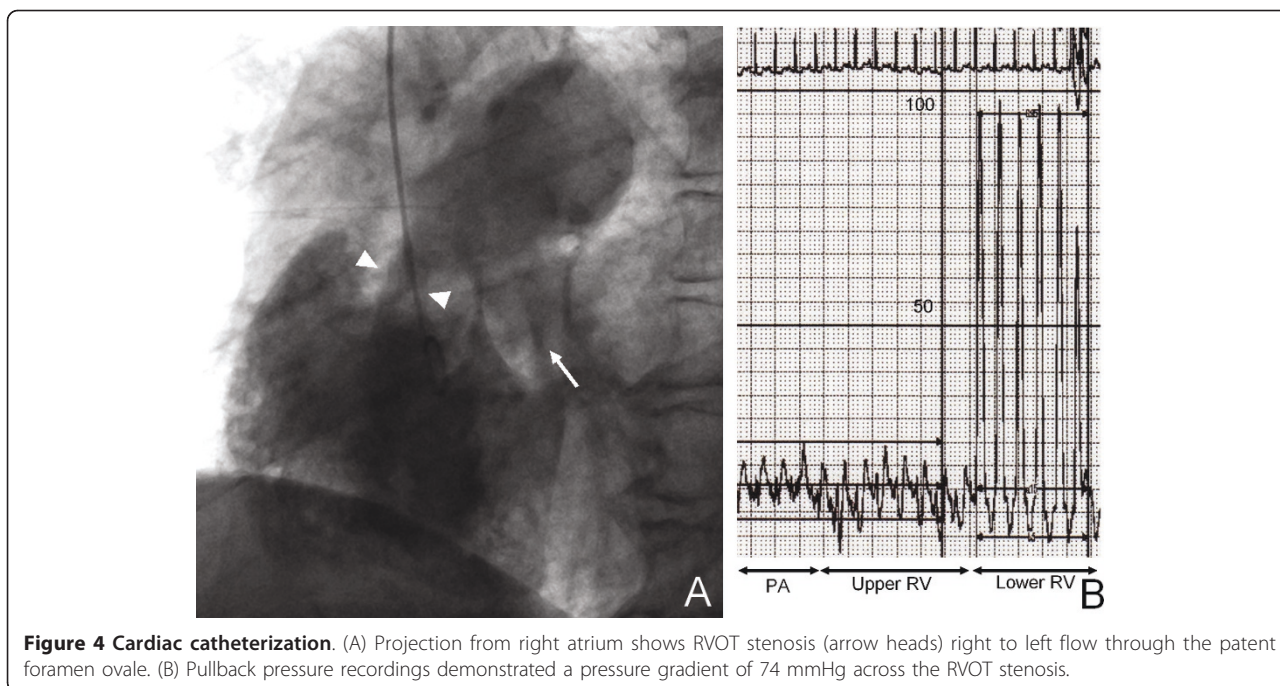 100
50
A
PA
Upper RV
Lower RV
B
Figure 4 Cardiac catheterization. (A) Projection from right atrium shows RVOT stenosis (arrow heads) right to left flow through the patent
foramen ovale. (B) Pullback pressure recordings demonstrated a pressure gradient of 74 mmHg across the RVOT stenosis.